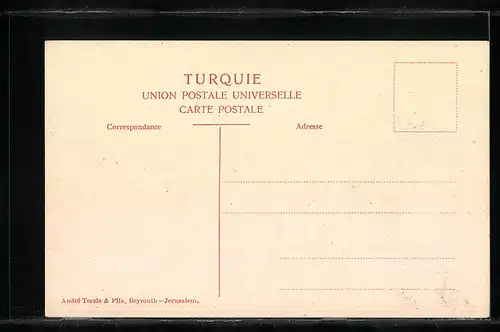 TURQUIE
UNION POSTALE UNIVERSELLE
CARTE POSTALE
Correspondance Adresse
André Terzis & Fils, Beyrouth—Jerusalem.